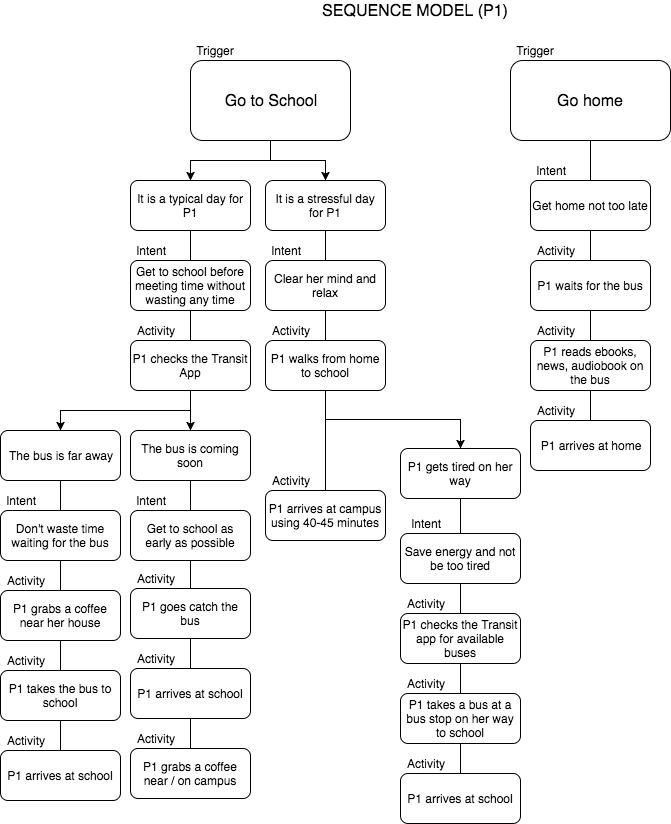 SEQUENCE MODEL (P1)
Trigger
Go to School
It is a typical day for
P1
Intent
Get to school before
meeting time without
wasting any time
Activity
P1 checks the Transit
App
The bus is far away
Intent
Don't waste time
waiting for the bus
Activity
P1 grabs a coffee
near her house
Activity
P1 takes the bus to
school
Activity
P1 arrives at school
The bus is coming
soon
Intent
Get to school as
early as possible
Activity
P1 goes catch the
bus
Activity
P1 arrives at school
Activity
P1 grabs a coffee
near / on campus
It is a stressful day
for P1
Intent
Clear her mind and
relax
Activity
P1 walks from home
to school
Activity
P1 arrives at campus
using 40-45 minutes
P1 gets tired on her
way
Intent
Save energy and not
be too tired
Activity
P1 checks the Transit
app for available
buses
Activity
P1 takes a bus at a
bus stop on her way
to school
Activity
P1 arrives at school
Trigger
Go home
Intent
Get home not too late
Activity
P1 waits for the bus
Activity
P1 reads ebooks,
news, audiobook on
the bus
Activity
P1 arrives at home